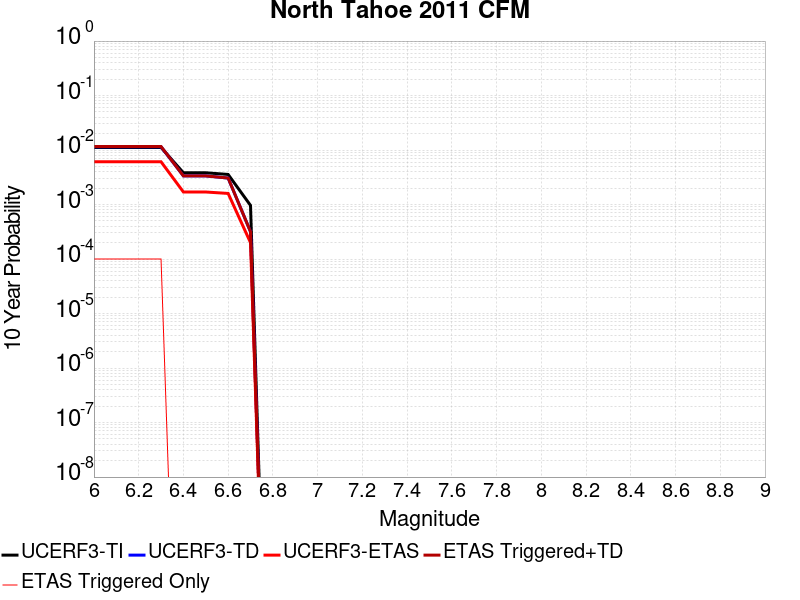 North Tahoe 2011 CFM
10^0
10^-1
10^-2
10^-3
10^-4
10^-5
10^-6
10^-7
10^-8
10 Year Probability
6 6.2 6.4 6.6 6.8 7 7.2 7.4 7.6 7.8 8 8.2 8.4 8.6 8.8 9
Magnitude
UCERF3-TI UCERF3-TD UCERF3-ETAS ETAS Triggered+TD
ETAS Triggered Only